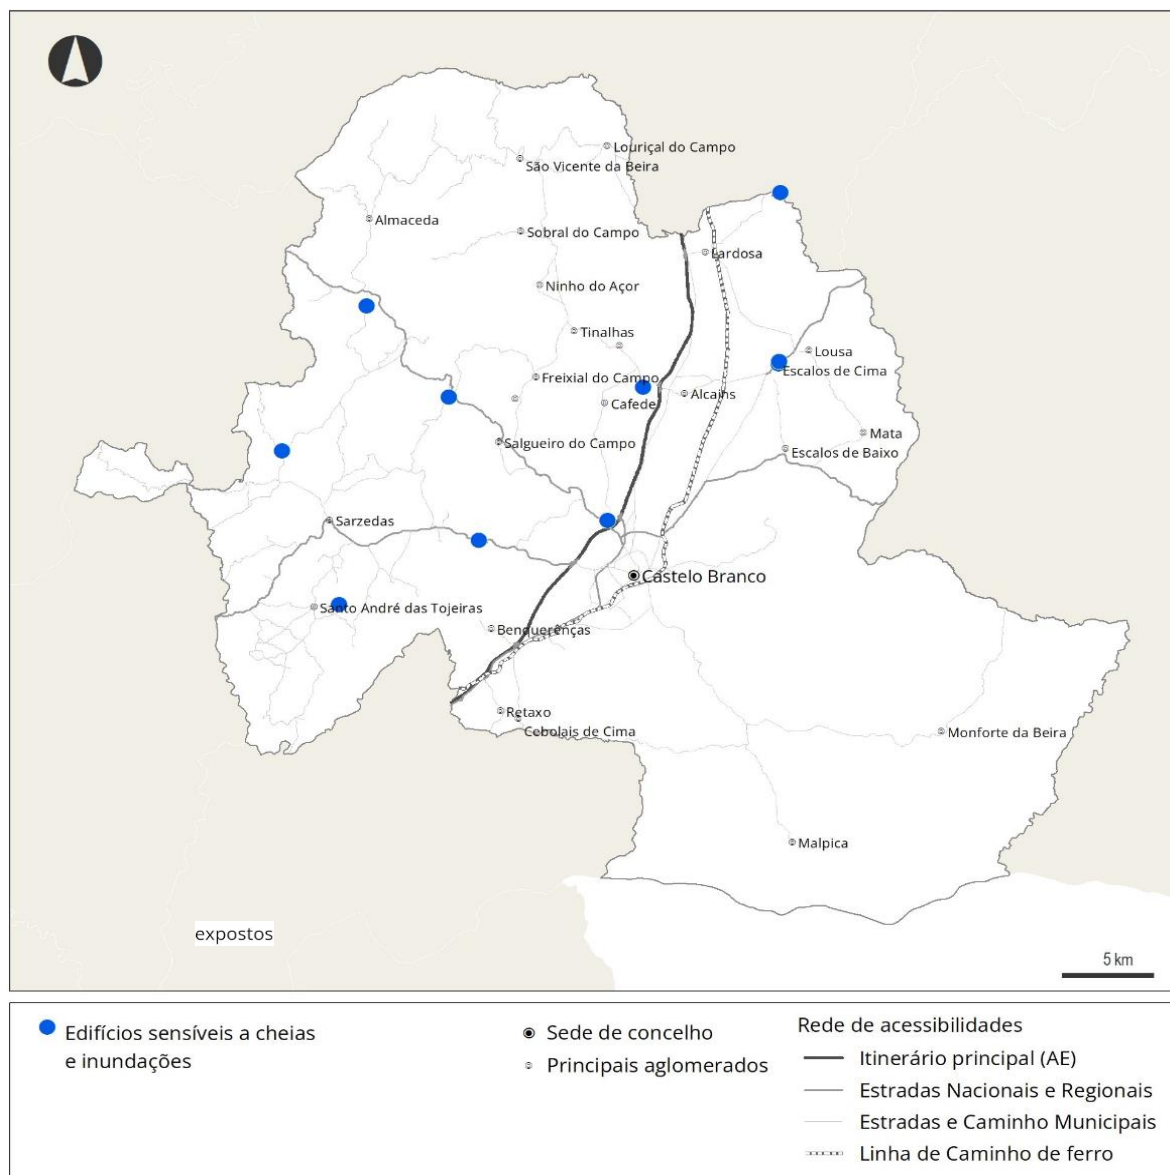 Louriçal do Campo
São Vicente da Beira
Almaceda
Sobral do Campo
Lardosa
Ninho do Açor
Tinalhas
Lousa
Escalos de Cima
Freixial do Campo
Alcains
Cafede
Mata
Salgueiro do Campo
Escalos de Baixo
Sarzedas
Castelo Branco
Santo André das Tojeiras
Benquerenças
Retaxo
Cebolais de Cima
Monforte da Beira
Malpica
expostos
5 km
Edifícios sensíveis a cheias
e inundações
Sede de concelho
Principais aglomerados
Rede de acessibilidades
Itinerário principal (AE)
Estradas Nacionais e Regionais
Estradas e Caminho Municipais
Linha de Caminho de ferro